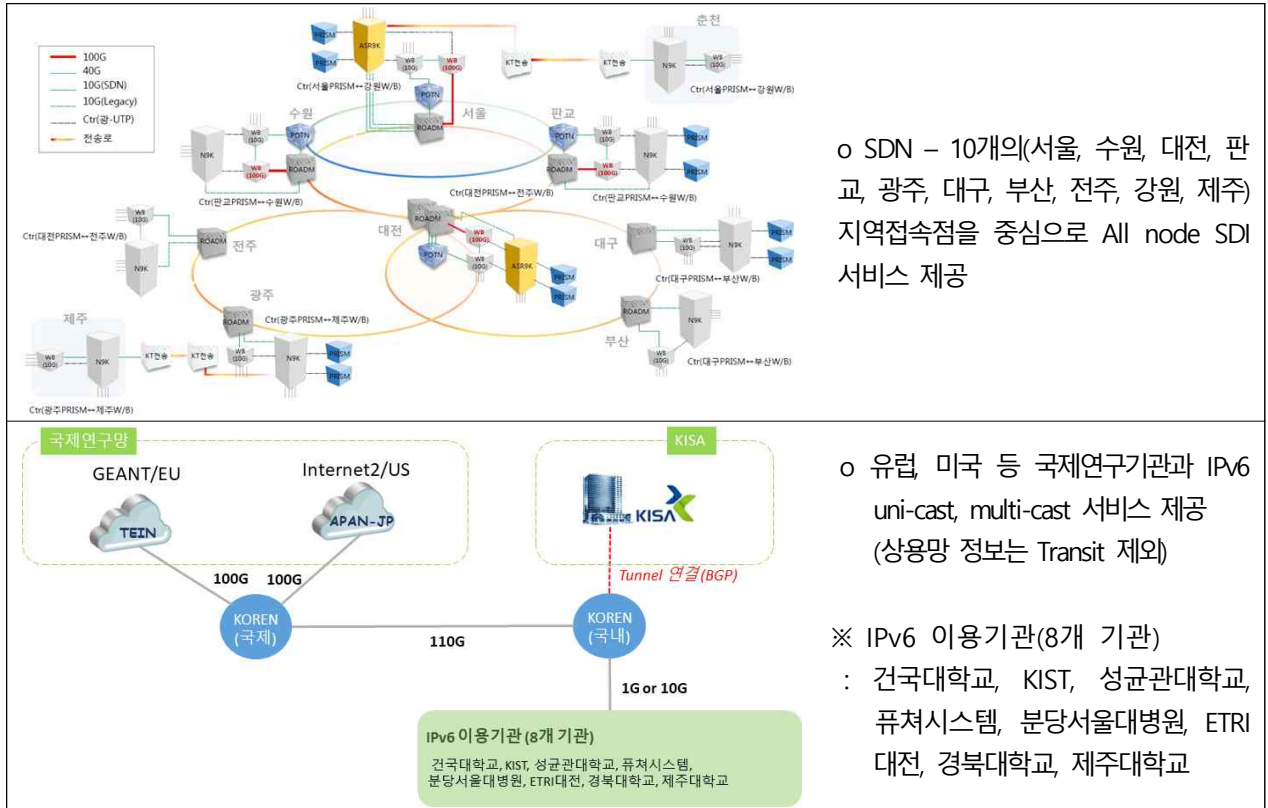 100G
40G
10G(SDN)
10G(Legacy)
Ctr(광-UTP)
전송로
PRISM
PRISM
ASR9K
WB
(10G)
WB
(100G)
POTN
ROADM
서울
Ctr(서울PRISM↔강원W/B)
KT전송
KT전송
춘천
N9K
WB
(10G)
Ctr(서울PRISM↔강원W/B)
수원
POTN
ROADM
WB
(10G)
N9K
WB
(100G)
Ctr(판교PRISM↔수원W/B)
판교
POTN
ROADM
WB
(10G)
WB
(100G)
N9K
PRISM
PRISM
Ctr(판교PRISM↔수원W/B)
Ctr(대전PRISM↔전주W/B)
WB
(10G)
Ctr(대전PRISM↔전주W/B)
N9K
ROADM
전주
대전
ROADM
POTN
WB
(100G)
WB
(10G)
ASR9K
PRISM
PRISM
대구
ROADM
WB
(10G)
N9K
PRISM
PRISM
Ctr(대구PRISM↔부산W/B)
광주
ROADM
Ctr(광주PRISM↔제주W/B)
WB
(10G)
N9K
PRISM
PRISM
부산
ROADM
N9K
WB
(10G)
Ctr(대구PRISM↔부산W/B)
제주
WB
(10G)
N9K
KT전송
KT전송
Ctr(광주PRISM↔제주W/B)
o SDN – 10개의(서울, 수원, 대전, 판
교, 광주, 대구, 부산, 전주, 강원, 제주)
지역접속점을 중심으로 All node SDI
서비스 제공
국제연구망
GEANT/EU
Internet2/US
TEIN
APAN-JP
KISA
KISA
Tunnel 연결(BGP)
100G
100G
KOREN
(국제)
110G
KOREN
(국내)
1G or 10G
IPv6 이용기관 (8개 기관)
건국대학교, KIST, 성균관대학교, 퓨쳐시스템,
분당서울대병원, ETRI대전, 경북대학교, 제주대학교
o 유럽, 미국 등 국제연구기관과 IPv6
uni-cast, multi-cast 서비스 제공
(상용망 정보는 Transit 제외)
※ IPv6 이용기관(8개 기관)
: 건국대학교, KIST, 성균관대학교,
퓨쳐시스템, 분당서울대병원, ETRI
대전, 경북대학교, 제주대학교